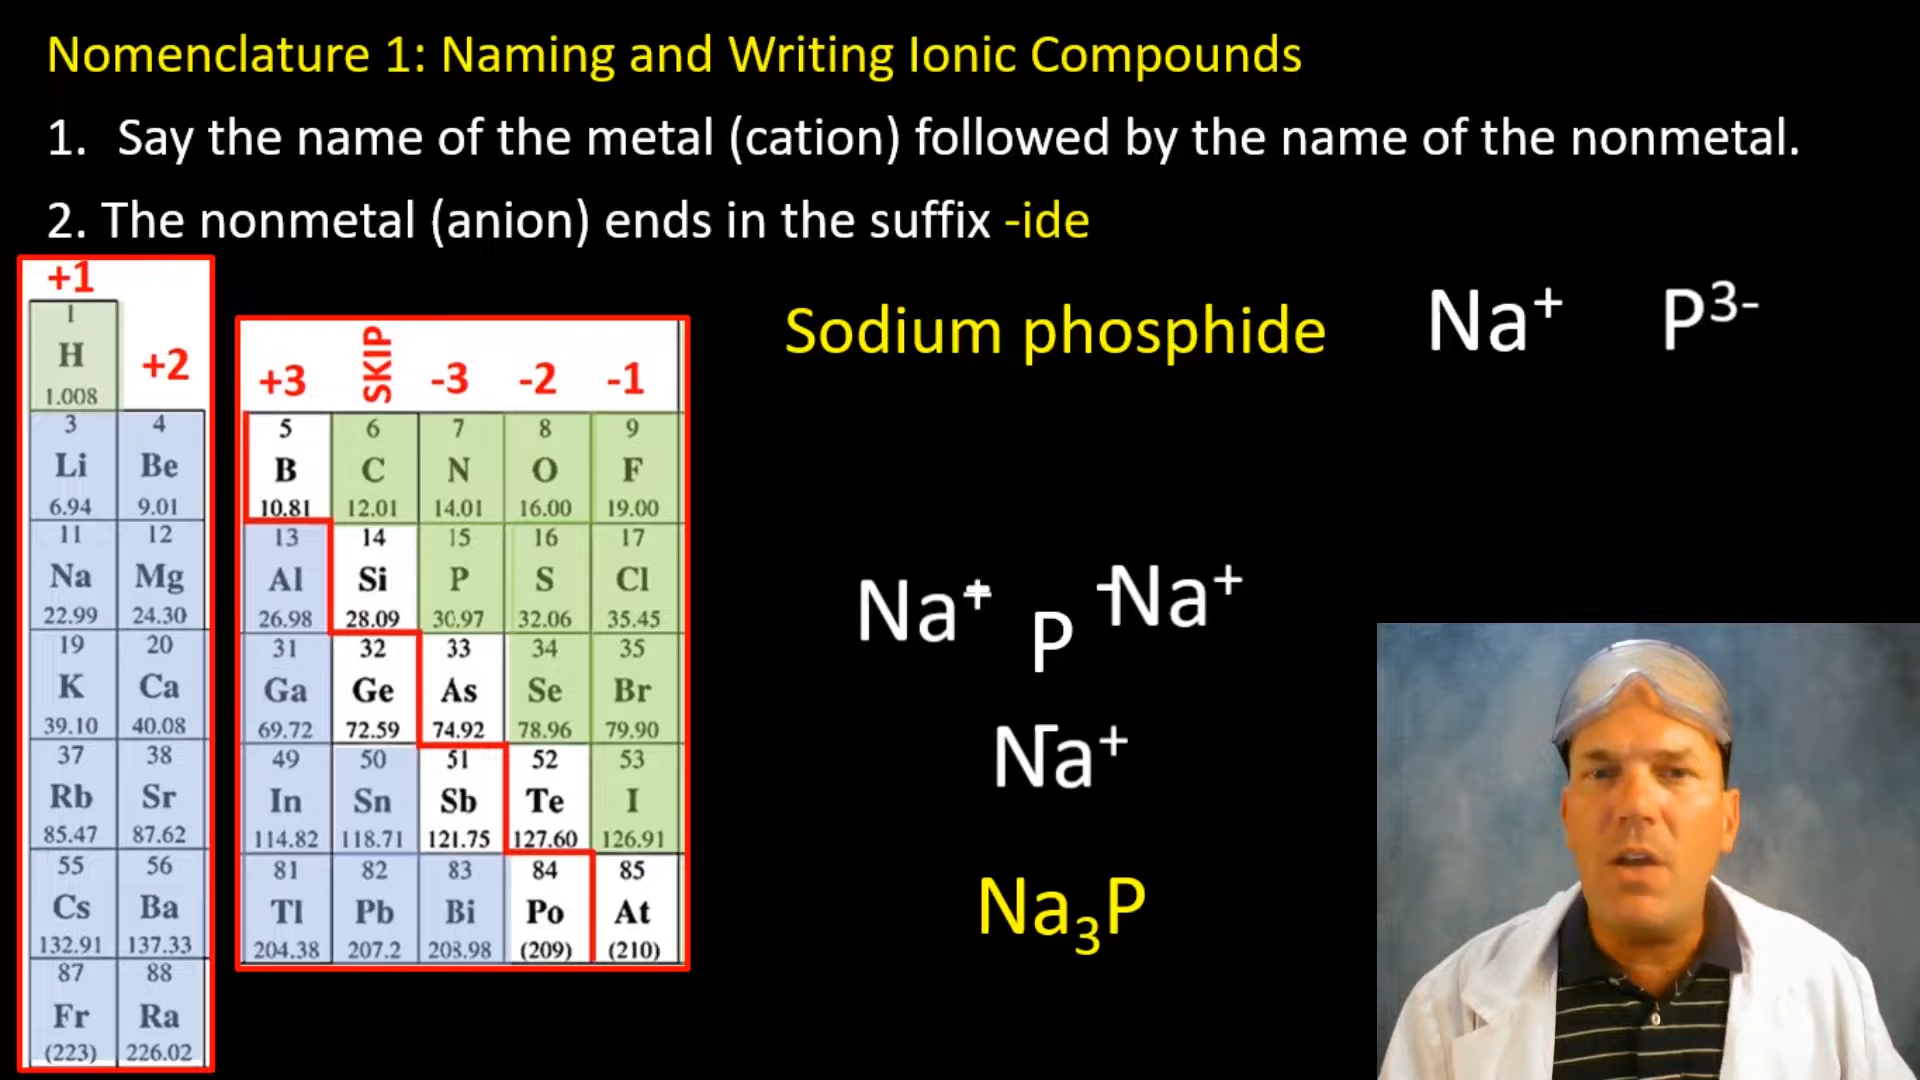 Nomenclature 1: Naming and Writing Ionic Compounds
1. Say the name of the metal (cation) followed by the name of the nonmetal.
2. The nonmetal (anion) ends in the suffix -ide
+1
1
H +2
1.008
3 4
Li Be
6.94 9.01
11 12
Na Mg
22.99 24.30
19 20
K Ca
39.10 40.08
37 38
Rb Sr
85.47 87.62
55 56
Cs Ba
132.91 137.33
87 88
Fr Ra
(223) 226.02
+3 SKIP -3 -2 -1
5 6 7 8 9
B C N O F
10.81 12.01 14.01 16.00 19.00
13 14 15 16 17
Al Si P S Cl
26.98 28.09 30.97 32.06 35.45
31 32 33 34 35
Ga Ge As Se Br
69.72 72.59 74.92 78.96 79.90
49 50 51 52 53
In Sn Sb Te I
114.82 118.71 121.75 127.60 126.91
81 82 83 84 85
Tl Pb Bi Po At
204.38 207.2 208.98 (209) (210)
Sodium phosphide Na⁺ P³⁻
Na⁺ P ⁻Na⁺
Na⁺
Na₃P